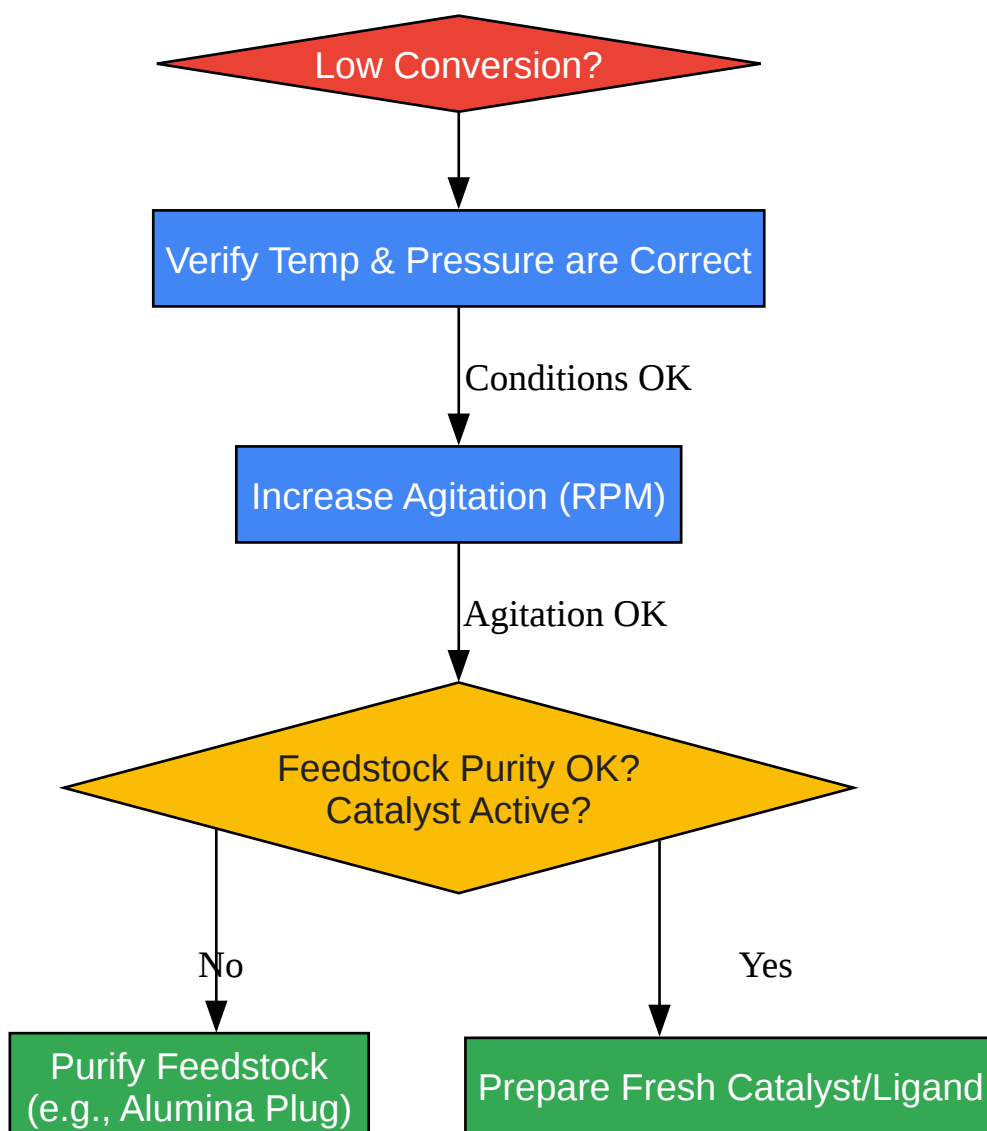 Low Conversion?
Verify Temp & Pressure are Correct
Conditions OK
Increase Agitation (RPM)
Agitation OK
Feedstock Purity OK?
Catalyst Active?
No
Yes
Purify Feedstock
(e.g., Alumina Plug)
Prepare Fresh Catalyst/Ligand